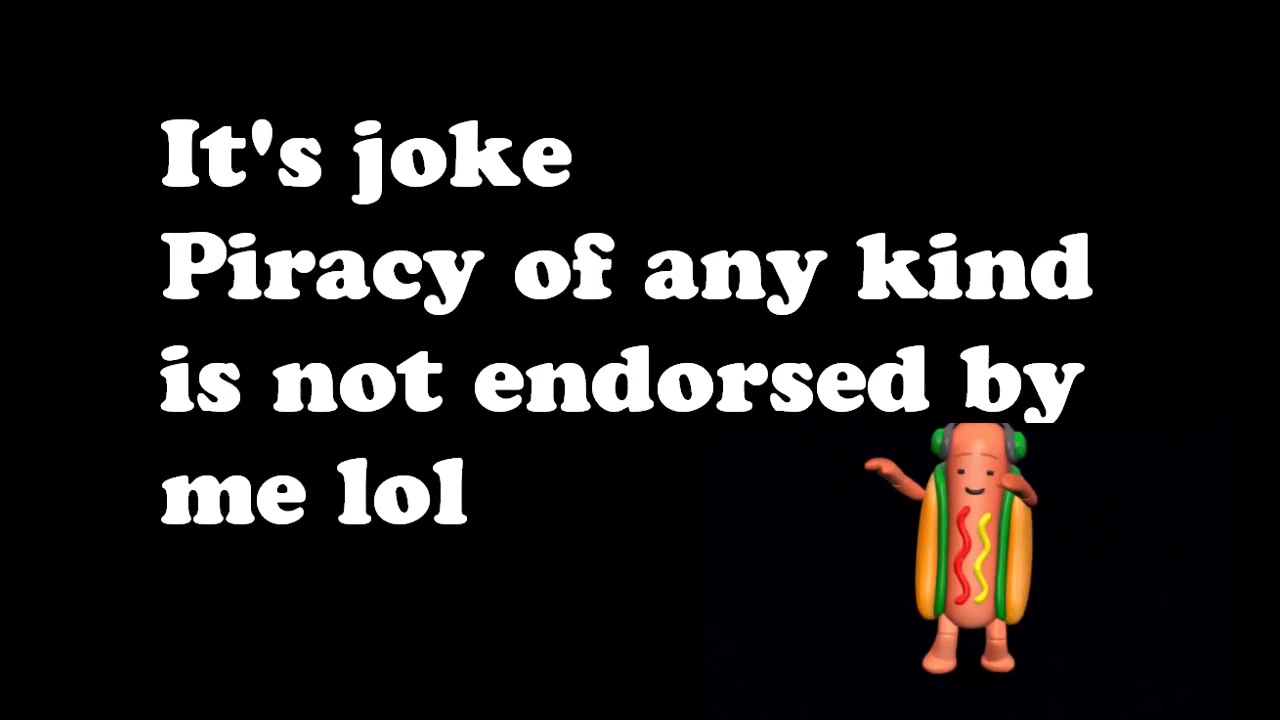 It's joke
Piracy of any kind
is not endorsed by
me lol